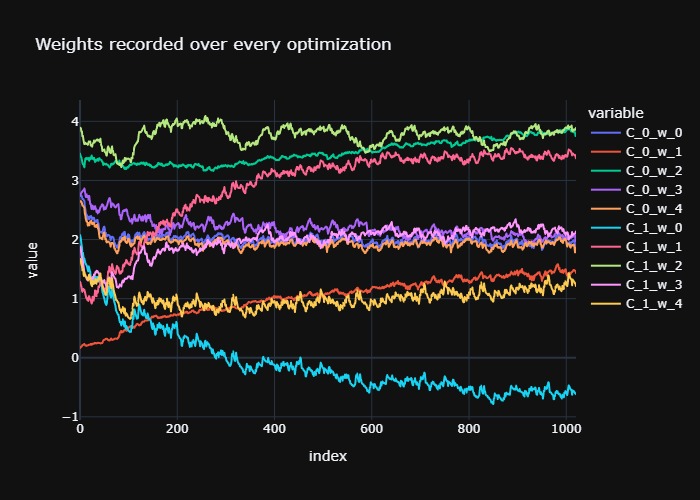 Weights recorded over every optimization
value
4
3
2
1
0
−1
0
200
400
600
800
1000
index
variable
C_0_w_0
C_0_w_1
C_0_w_2
C_0_w_3
C_0_w_4
C_1_w_0
C_1_w_1
C_1_w_2
C_1_w_3
C_1_w_4